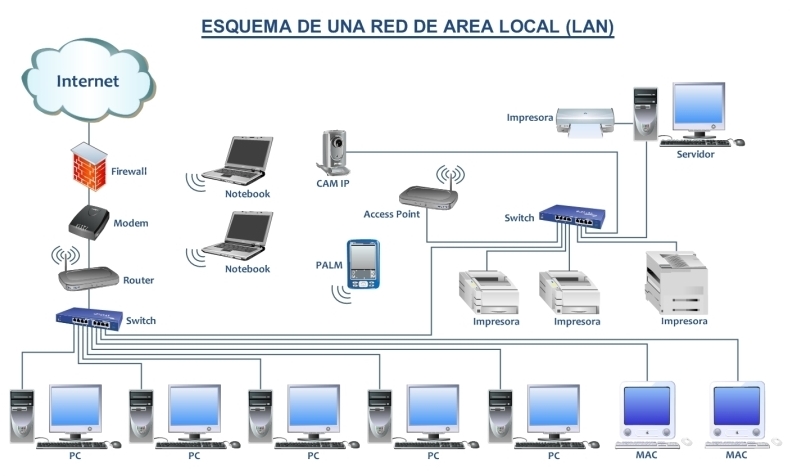 ESQUEMA DE UNA RED DE AREA LOCAL (LAN)
Internet
Impresora
Servidor
Firewall
Notebook
CAM IP
Modem
Access Point
Switch
Notebook
PALM
Router
Switch
Impresora
Impresora
Impresora
PC
PC
PC
PC
PC
MAC
MAC